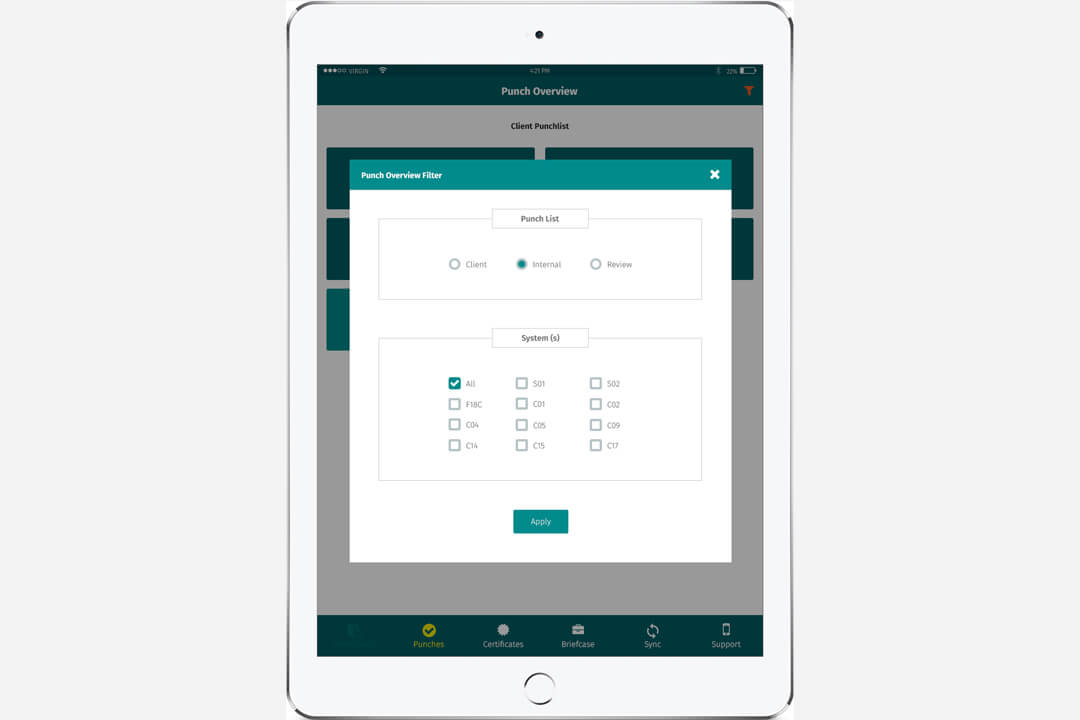 VIRGIN 4:21 PM 22%
Punch Overview
Client Punchlist
Punch Overview Filter
Punch List
Client Internal Review
System (s)
All S01 S02
F18C C01 C02
C04 C05 C09
C14 C15 C17
Apply
Punches Certificates Briefcase Sync Support